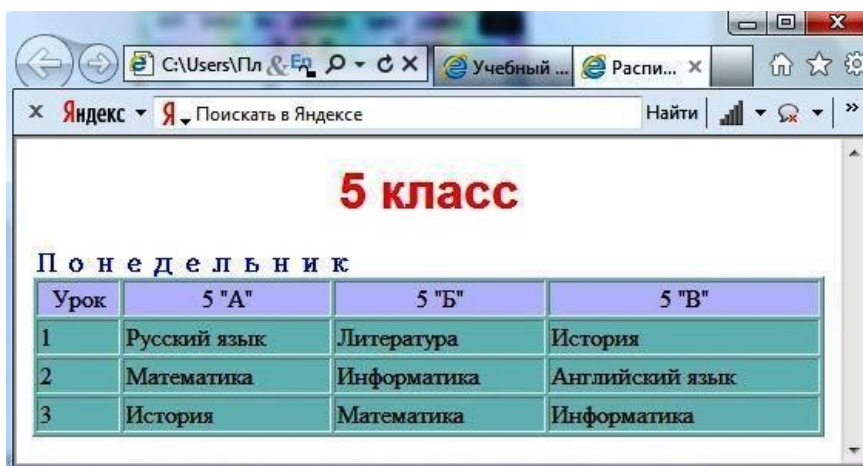 C:\Users\Пл
Учебный ...
Распи...
Яндекс Я Поискать в Яндексе Найти
5 класс
Понедельник
Урок 5 "А" 5 "Б" 5 "В"
1 Русский язык Литература История
2 Математика Информатика Английский язык
3 История Математика Информатика